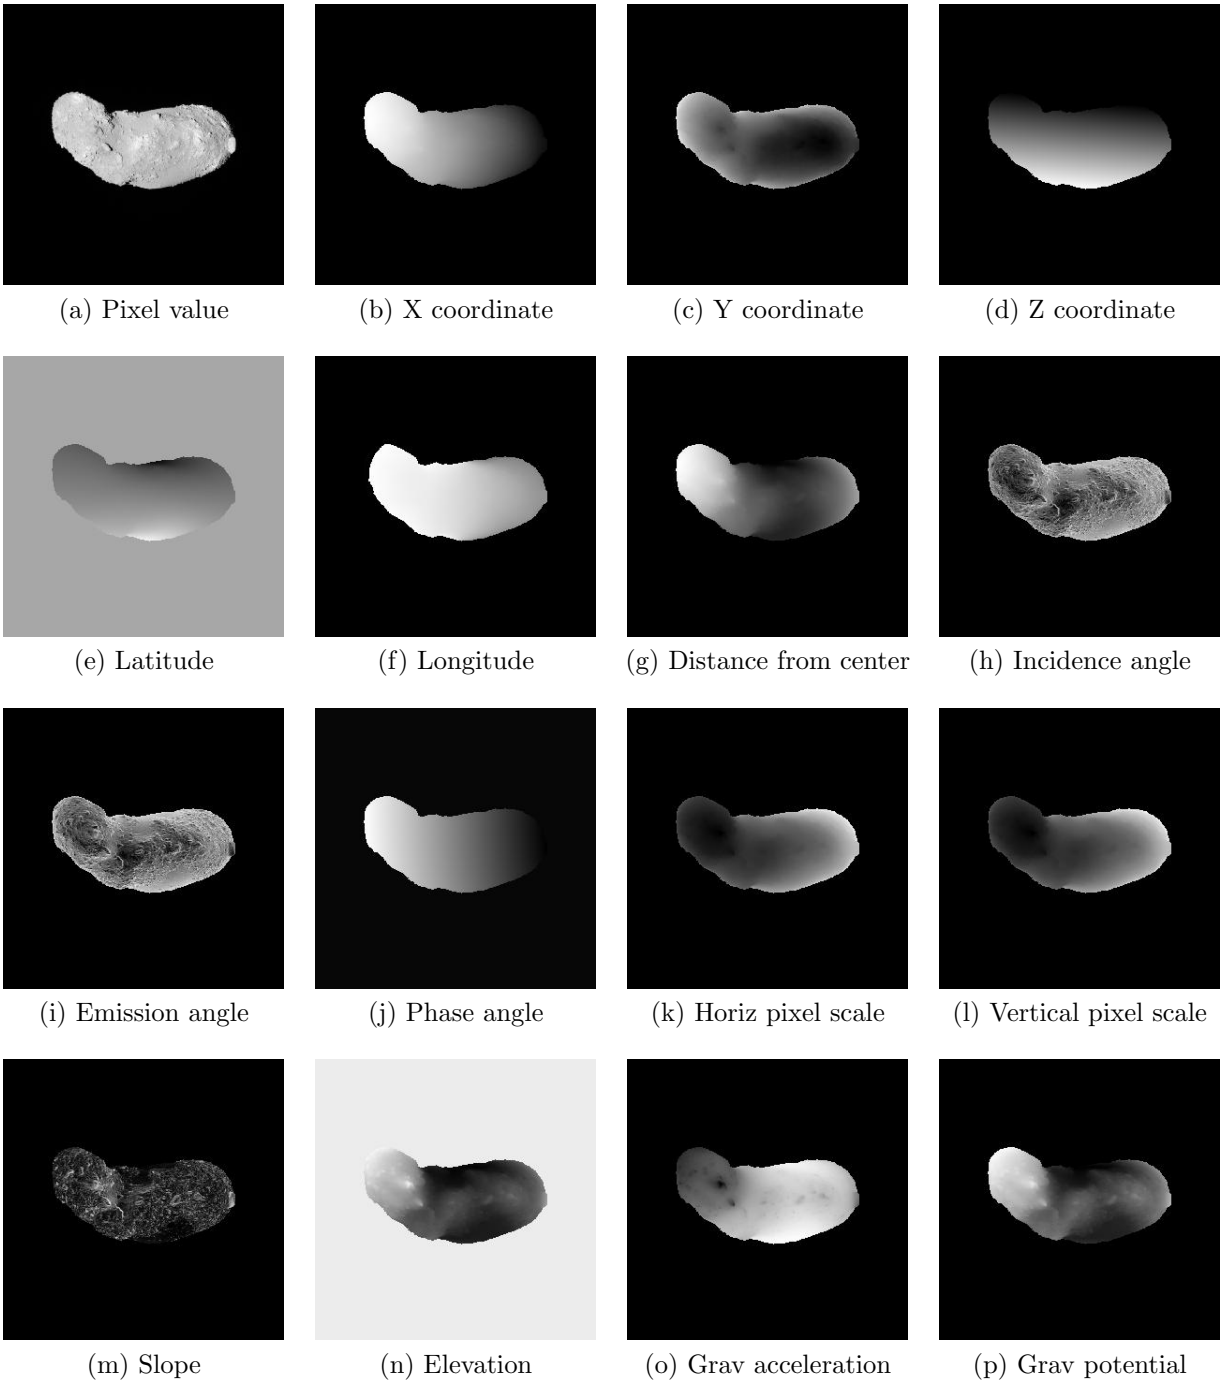 (a) Pixel value
(b) X coordinate
(c) Y coordinate
(d) Z coordinate
(e) Latitude
(f) Longitude
(g) Distance from center
(h) Incidence angle
(i) Emission angle
(j) Phase angle
(k) Horiz pixel scale
(l) Vertical pixel scale
(m) Slope
(n) Elevation
(o) Grav acceleration
(p) Grav potential